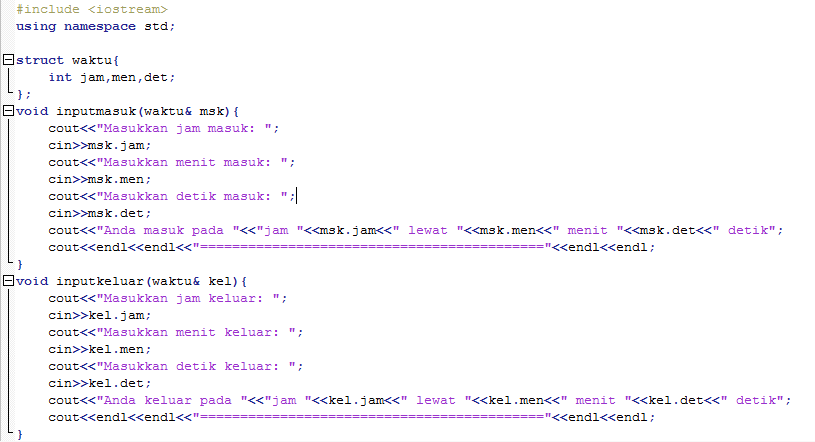 #include <iostream>
using namespace std;
struct waktu{
    int jam,men,det;
};
void inputmasuk(waktu& msk){
    cout<<"Masukkan jam masuk: ";
    cin>>msk.jam;
    cout<<"Masukkan menit masuk: ";
    cin>>msk.men;
    cout<<"Masukkan detik masuk: ";
    cin>>msk.det;
    cout<<"Anda masuk pada "<<"jam "<<msk.jam<<" lewat "<<msk.men<<" menit "<<msk.det<<" detik";
    cout<<endl<<endl<<"==========================================="<<endl<<endl;
}
void inputkeluar(waktu& kel){
    cout<<"Masukkan jam keluar: ";
    cin>>kel.jam;
    cout<<"Masukkan menit keluar: ";
    cin>>kel.men;
    cout<<"Masukkan detik keluar: ";
    cin>>kel.det;
    cout<<"Anda keluar pada "<<"jam "<<kel.jam<<" lewat "<<kel.men<<" menit "<<kel.det<<" detik";
    cout<<endl<<endl<<"==========================================="<<endl<<endl;
}